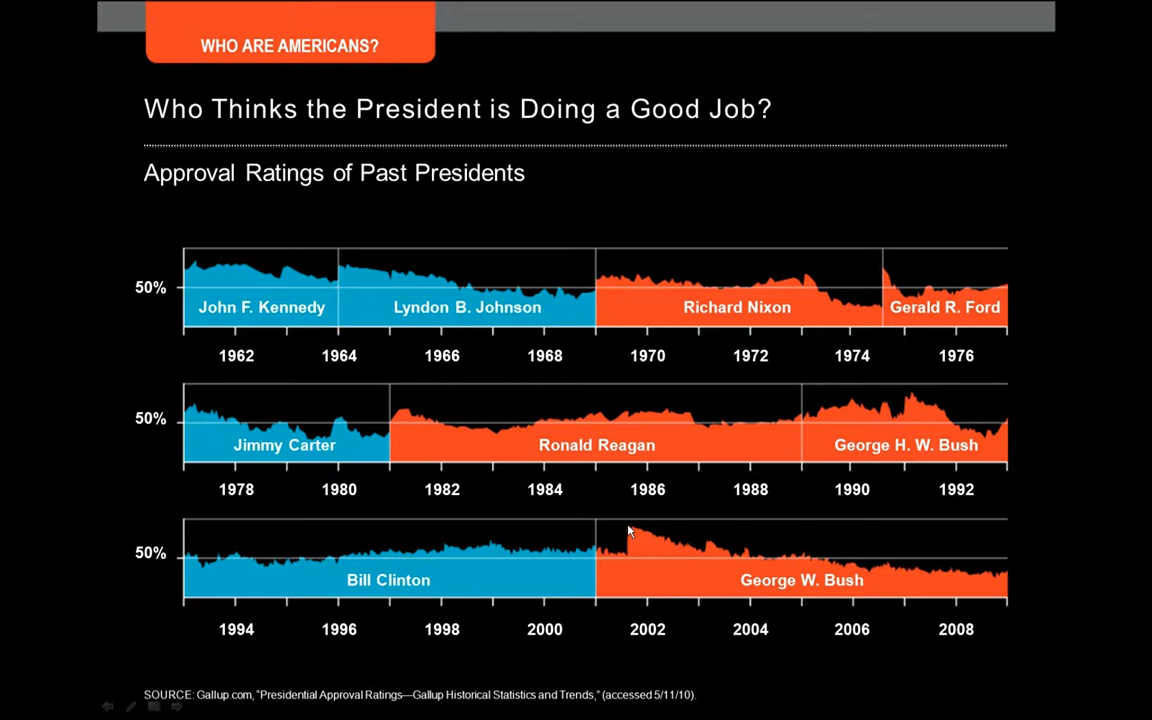 WHO ARE AMERICANS?
Who Thinks the President is Doing a Good Job?
Approval Ratings of Past Presidents
50%
John F. Kennedy Lyndon B. Johnson Richard Nixon Gerald R. Ford
1962 1964 1966 1968 1970 1972 1974 1976
50%
Jimmy Carter Ronald Reagan George H. W. Bush
1978 1980 1982 1984 1986 1988 1990 1992
50%
Bill Clinton George W. Bush
1994 1996 1998 2000 2002 2004 2006 2008
SOURCE: Gallup.com, "Presidential Approval Ratings—Gallup Historical Statistics and Trends," (accessed 5/11/10).